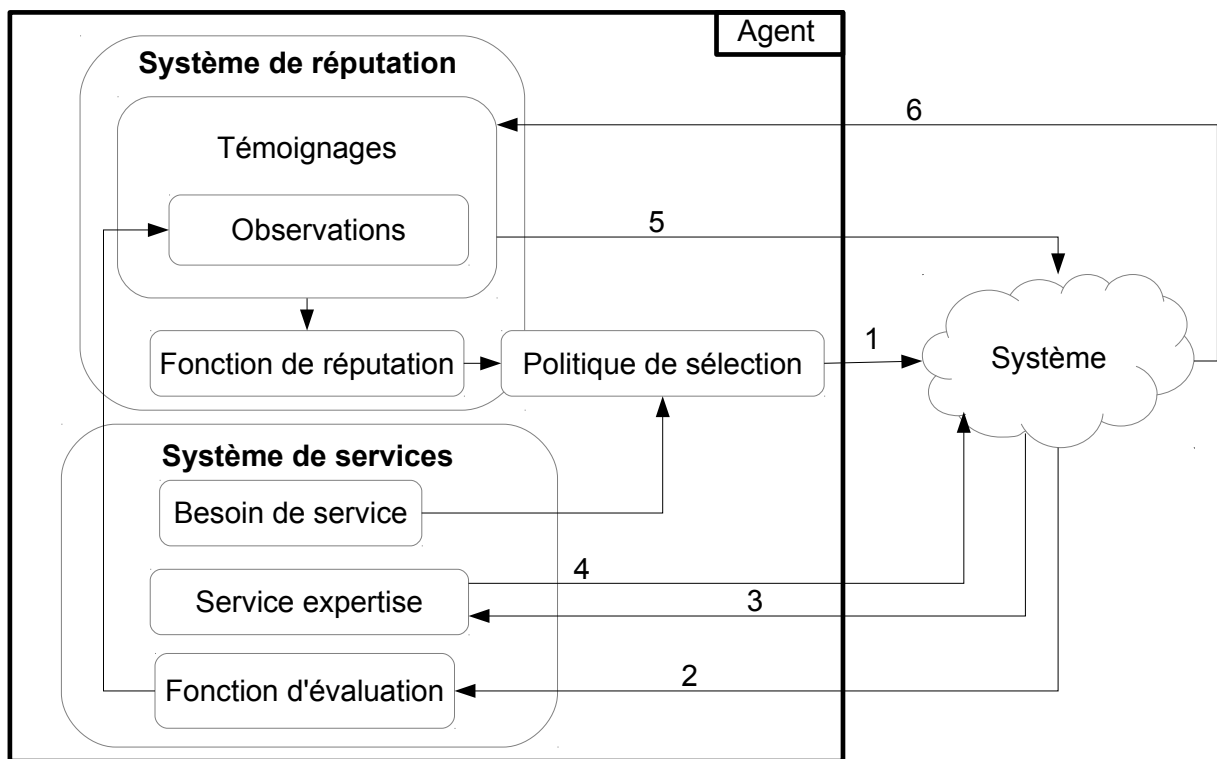 Agent
Système de réputation
Témoignages
Observations
Fonction de réputation
Politique de sélection
Système
Système de services
Besoin de service
Service expertise
Fonction d'évaluation
6
5
1
4
3
2